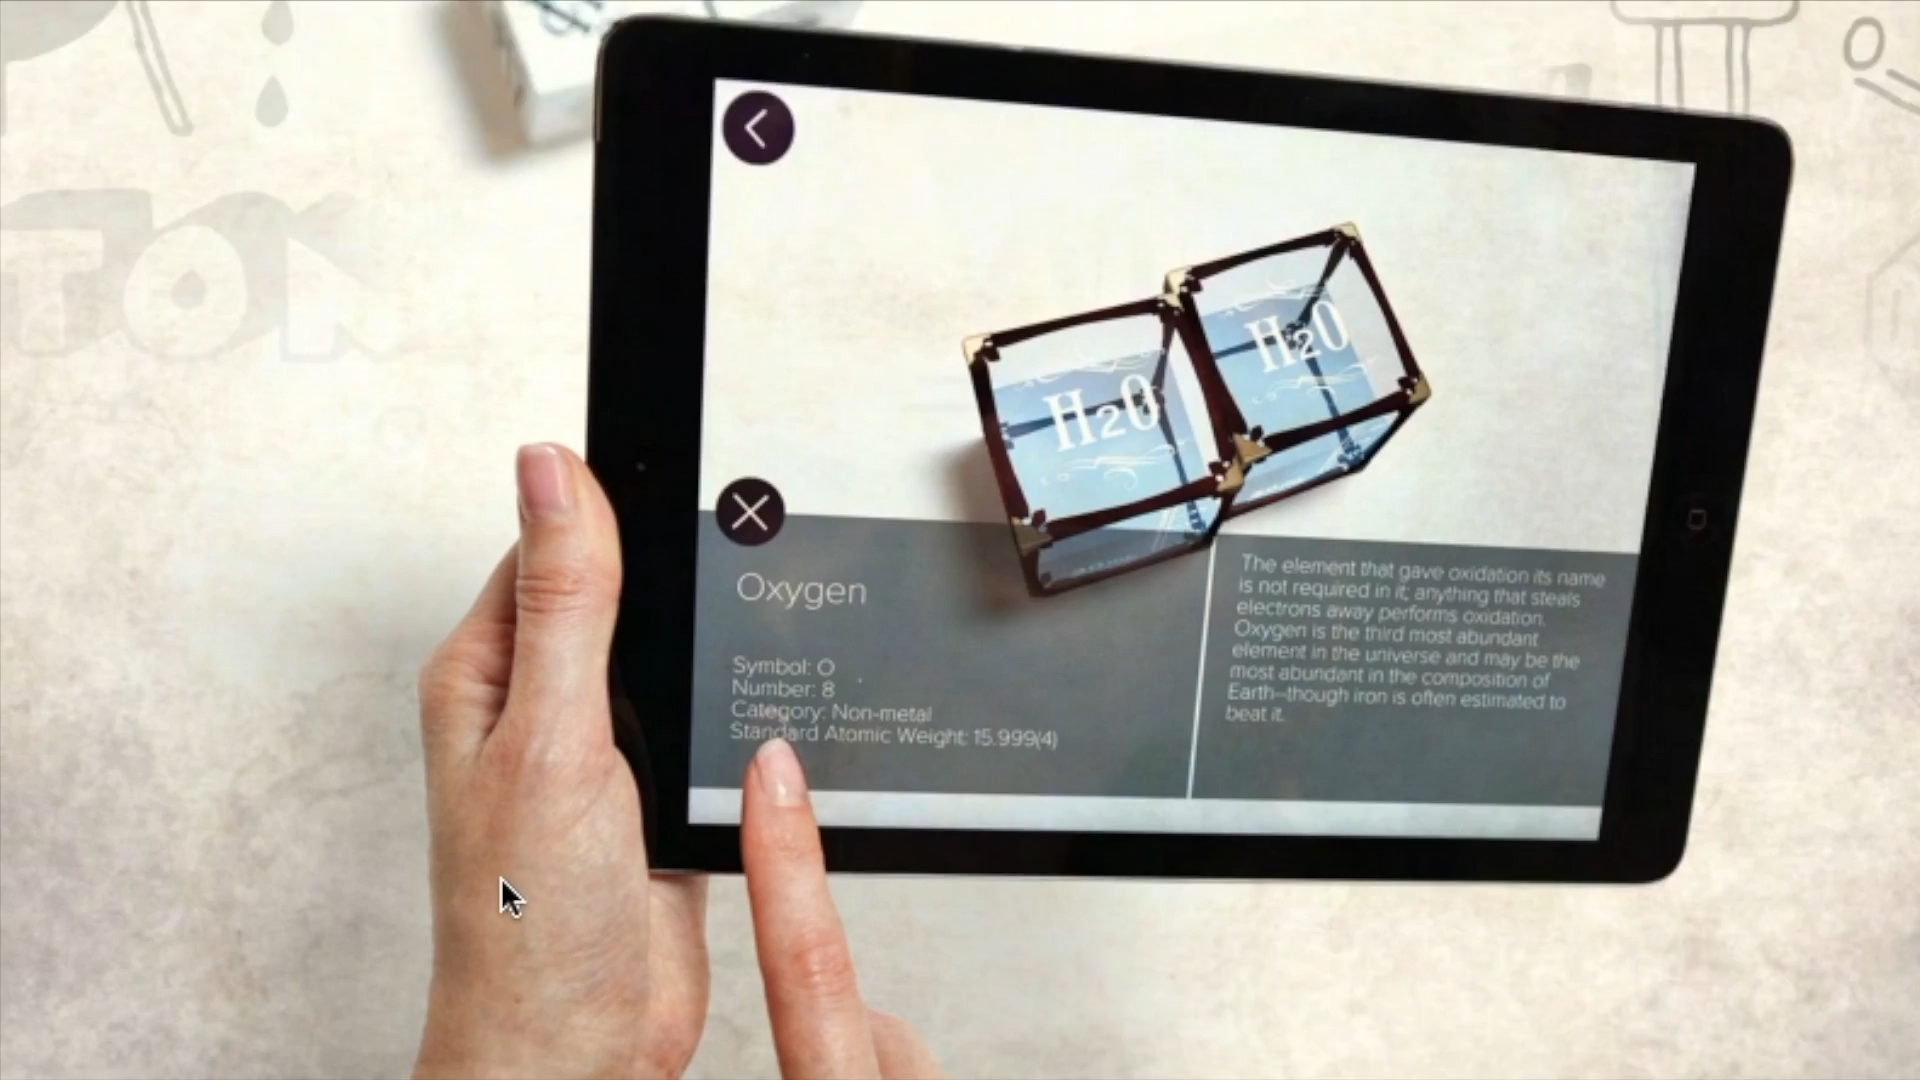 H2O
H2O
Oxygen
Symbol: O
Number: 8
Category: Non-metal
Standard Atomic Weight: 15.999(4)
The element that gave oxidation its name
is not required in it; anything that steals
electrons away performs oxidation.
Oxygen is the third most abundant
element in the universe and may be the
most abundant in the composition of
Earth--though iron is often estimated to
beat it.